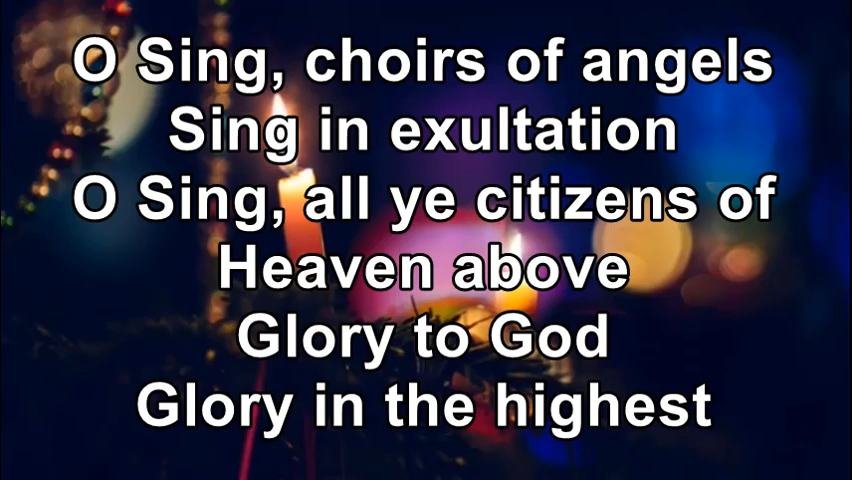 O Sing, choirs of angels
Sing in exultation
O Sing, all ye citizens of
Heaven above
Glory to God
Glory in the highest